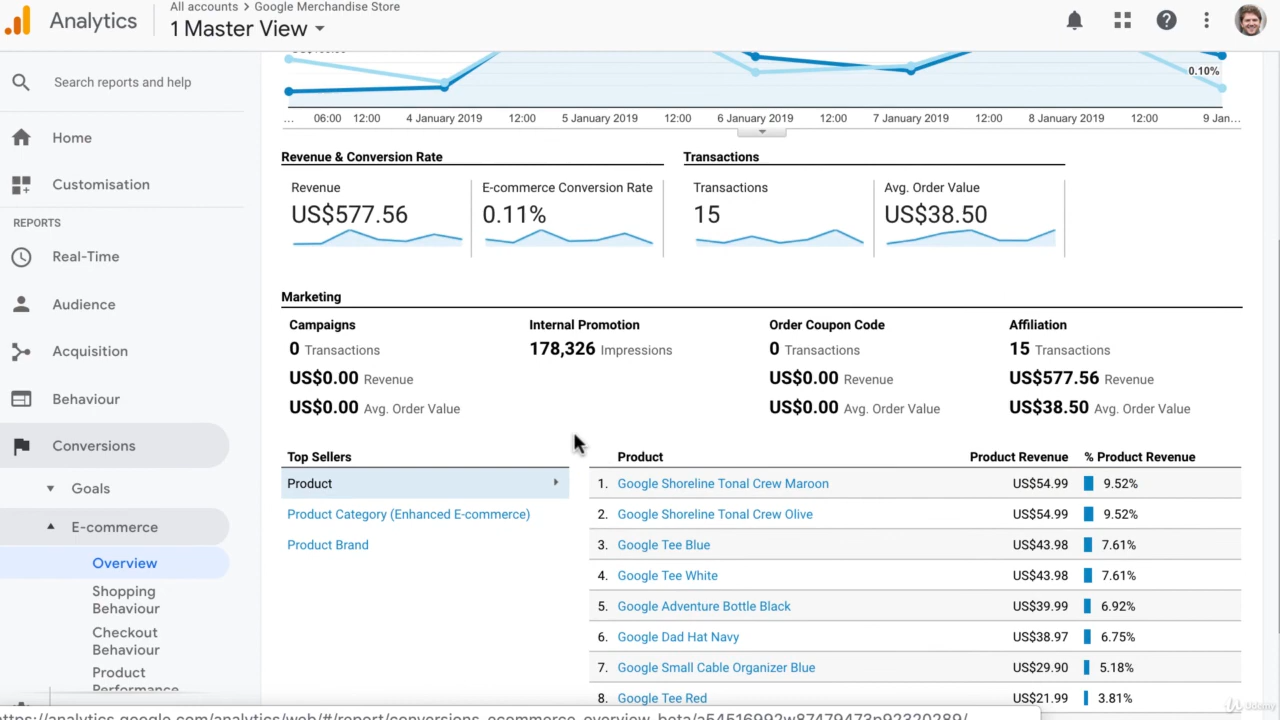 Analytics
All accounts > Google Merchandise Store
1 Master View
Search reports and help
Home
Customisation
REPORTS
Real-Time
Audience
Acquisition
Behaviour
Conversions
Goals
E-commerce
Overview
Shopping
Behaviour
Checkout
Behaviour
Product
Performance
0.10%
... 06:00 12:00 4 January 2019 12:00 5 January 2019 12:00 6 January 2019 12:00 7 January 2019 12:00 8 January 2019 12:00 9 Jan...
Revenue & Conversion Rate
Transactions
Revenue
US$577.56
E-commerce Conversion Rate
0.11%
Transactions
15
Avg. Order Value
US$38.50
Marketing
Campaigns
0 Transactions
US$0.00 Revenue
US$0.00 Avg. Order Value
Internal Promotion
178,326 Impressions
Order Coupon Code
0 Transactions
US$0.00 Revenue
US$0.00 Avg. Order Value
Affiliation
15 Transactions
US$577.56 Revenue
US$38.50 Avg. Order Value
Top Sellers
Product
Product Category (Enhanced E-commerce)
Product Brand
Product Product Revenue % Product Revenue
1. Google Shoreline Tonal Crew Maroon US$54.99 9.52%
2. Google Shoreline Tonal Crew Olive US$54.99 9.52%
3. Google Tee Blue US$43.98 7.61%
4. Google Tee White US$43.98 7.61%
5. Google Adventure Bottle Black US$39.99 6.92%
6. Google Dad Hat Navy US$38.97 6.75%
7. Google Small Cable Organizer Blue US$29.90 5.18%
8. Google Tee Red US$21.99 3.81%
Udemy